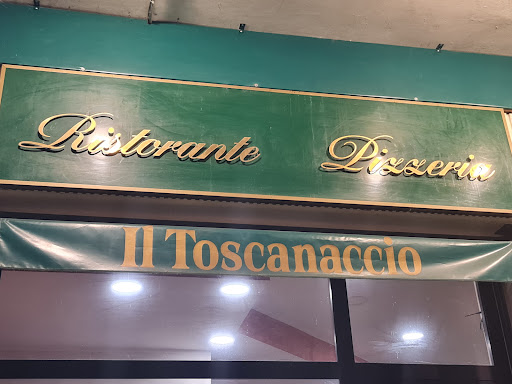 Ristorante Pizzeria
Il Toscanaccio